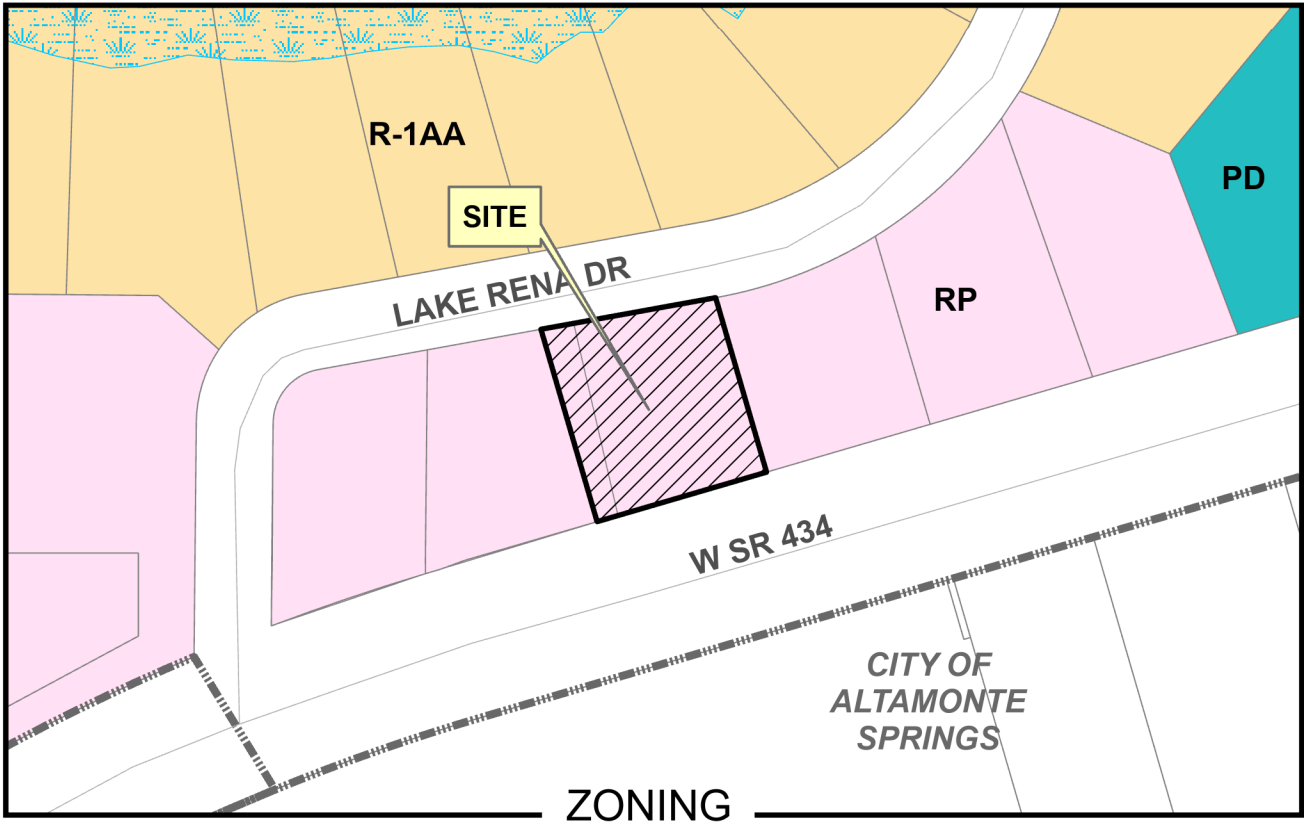 R-1AA
PD
SITE
LAKE RENA DR
RP
W SR 434
CITY OF
ALTAMONTE
SPRINGS
ZONING